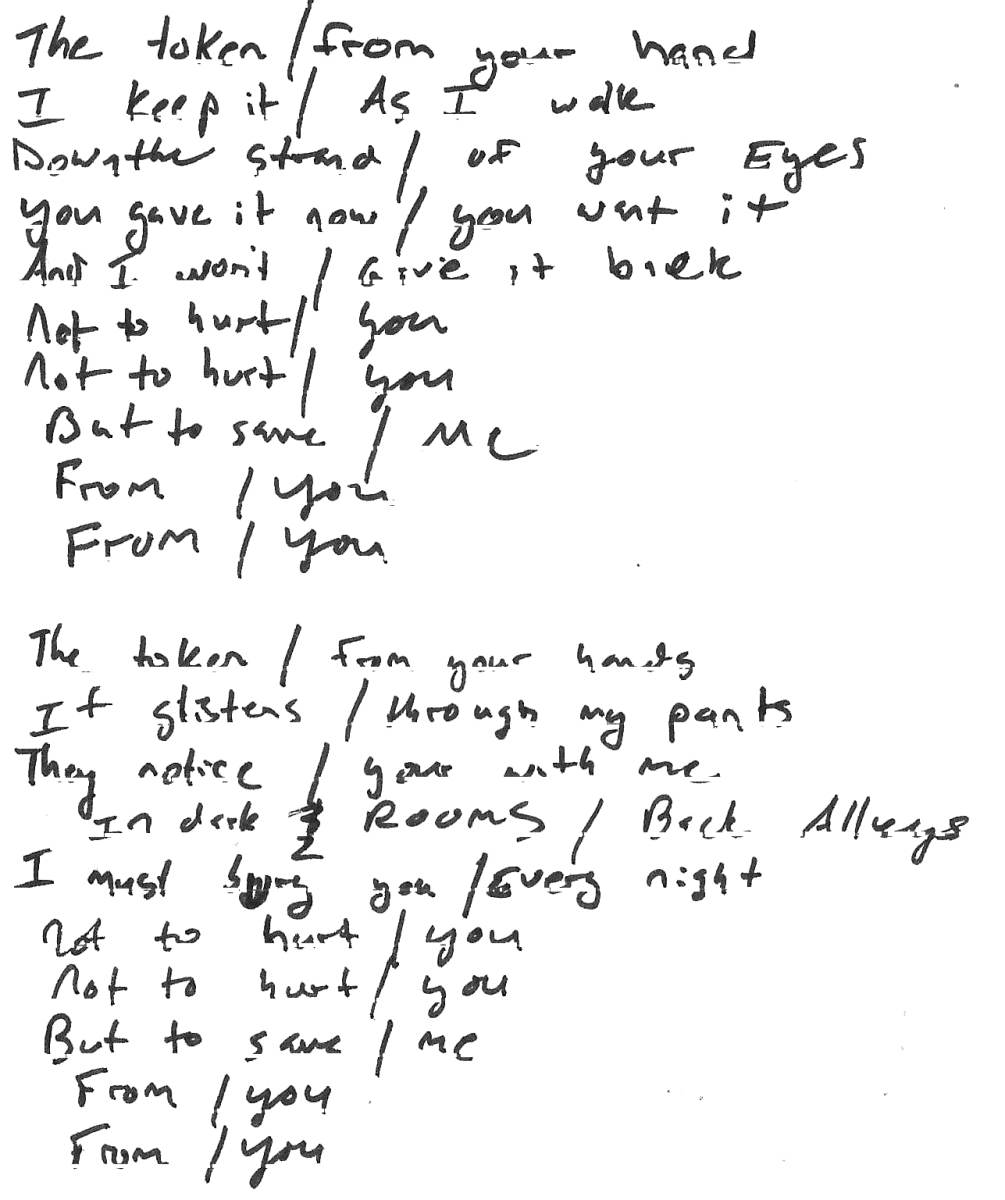 The token / from your hand
I keep it / As I walk
Down the strand / of your Eyes
You gave it now / you want it
And I won't / Give it back
Not to hurt / you
Not to hurt / you
But to save / Me
From / you
From / You
The token / From your hands
It glistens / through my pants
They notice / your with me
In dark ROOMS / Back Allways
I must you / Every night
Not to hurt / you
Not to hurt / you
But to save / me
From / you
From / you